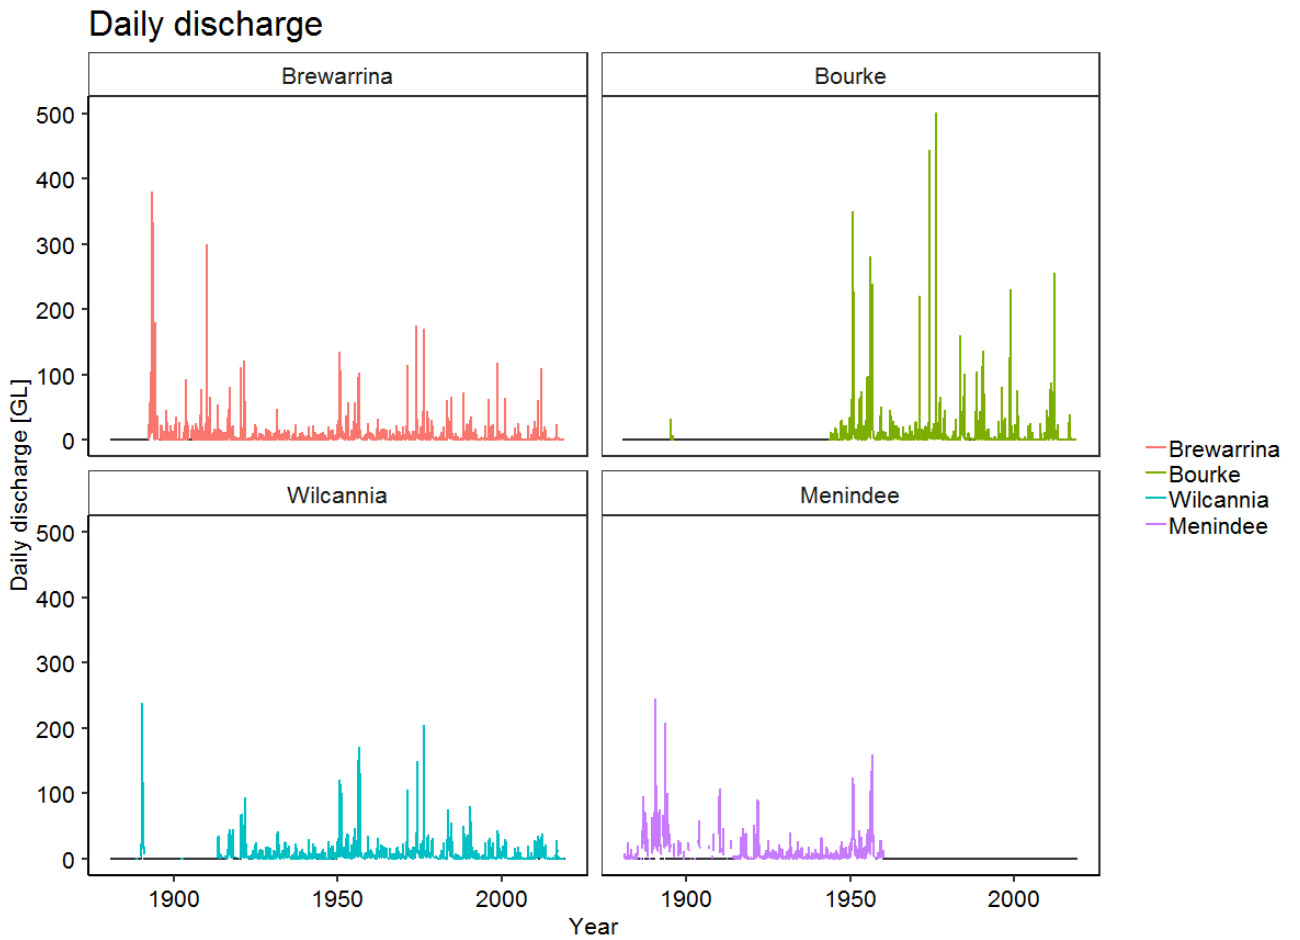 Daily discharge
Brewarrina
Bourke
500
400
300
200
100
0
Wilcannia
Menindee
500
400
300
200
100
0
1900
1950
2000
1900
1950
2000
Year
Daily discharge [GL]
Brewarrina
Bourke
Wilcannia
Menindee